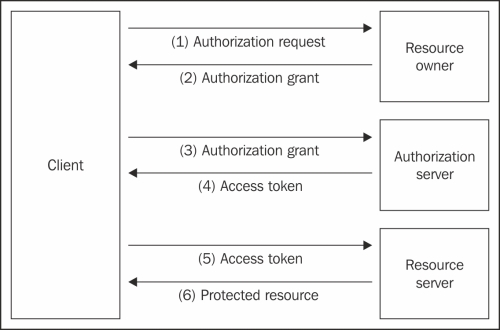 (1) Authorization request
Resource
owner
(2) Authorization grant
Client
(3) Authorization grant
Authorization
server
(4) Access token
(5) Access token
Resource
server
(6) Protected resource